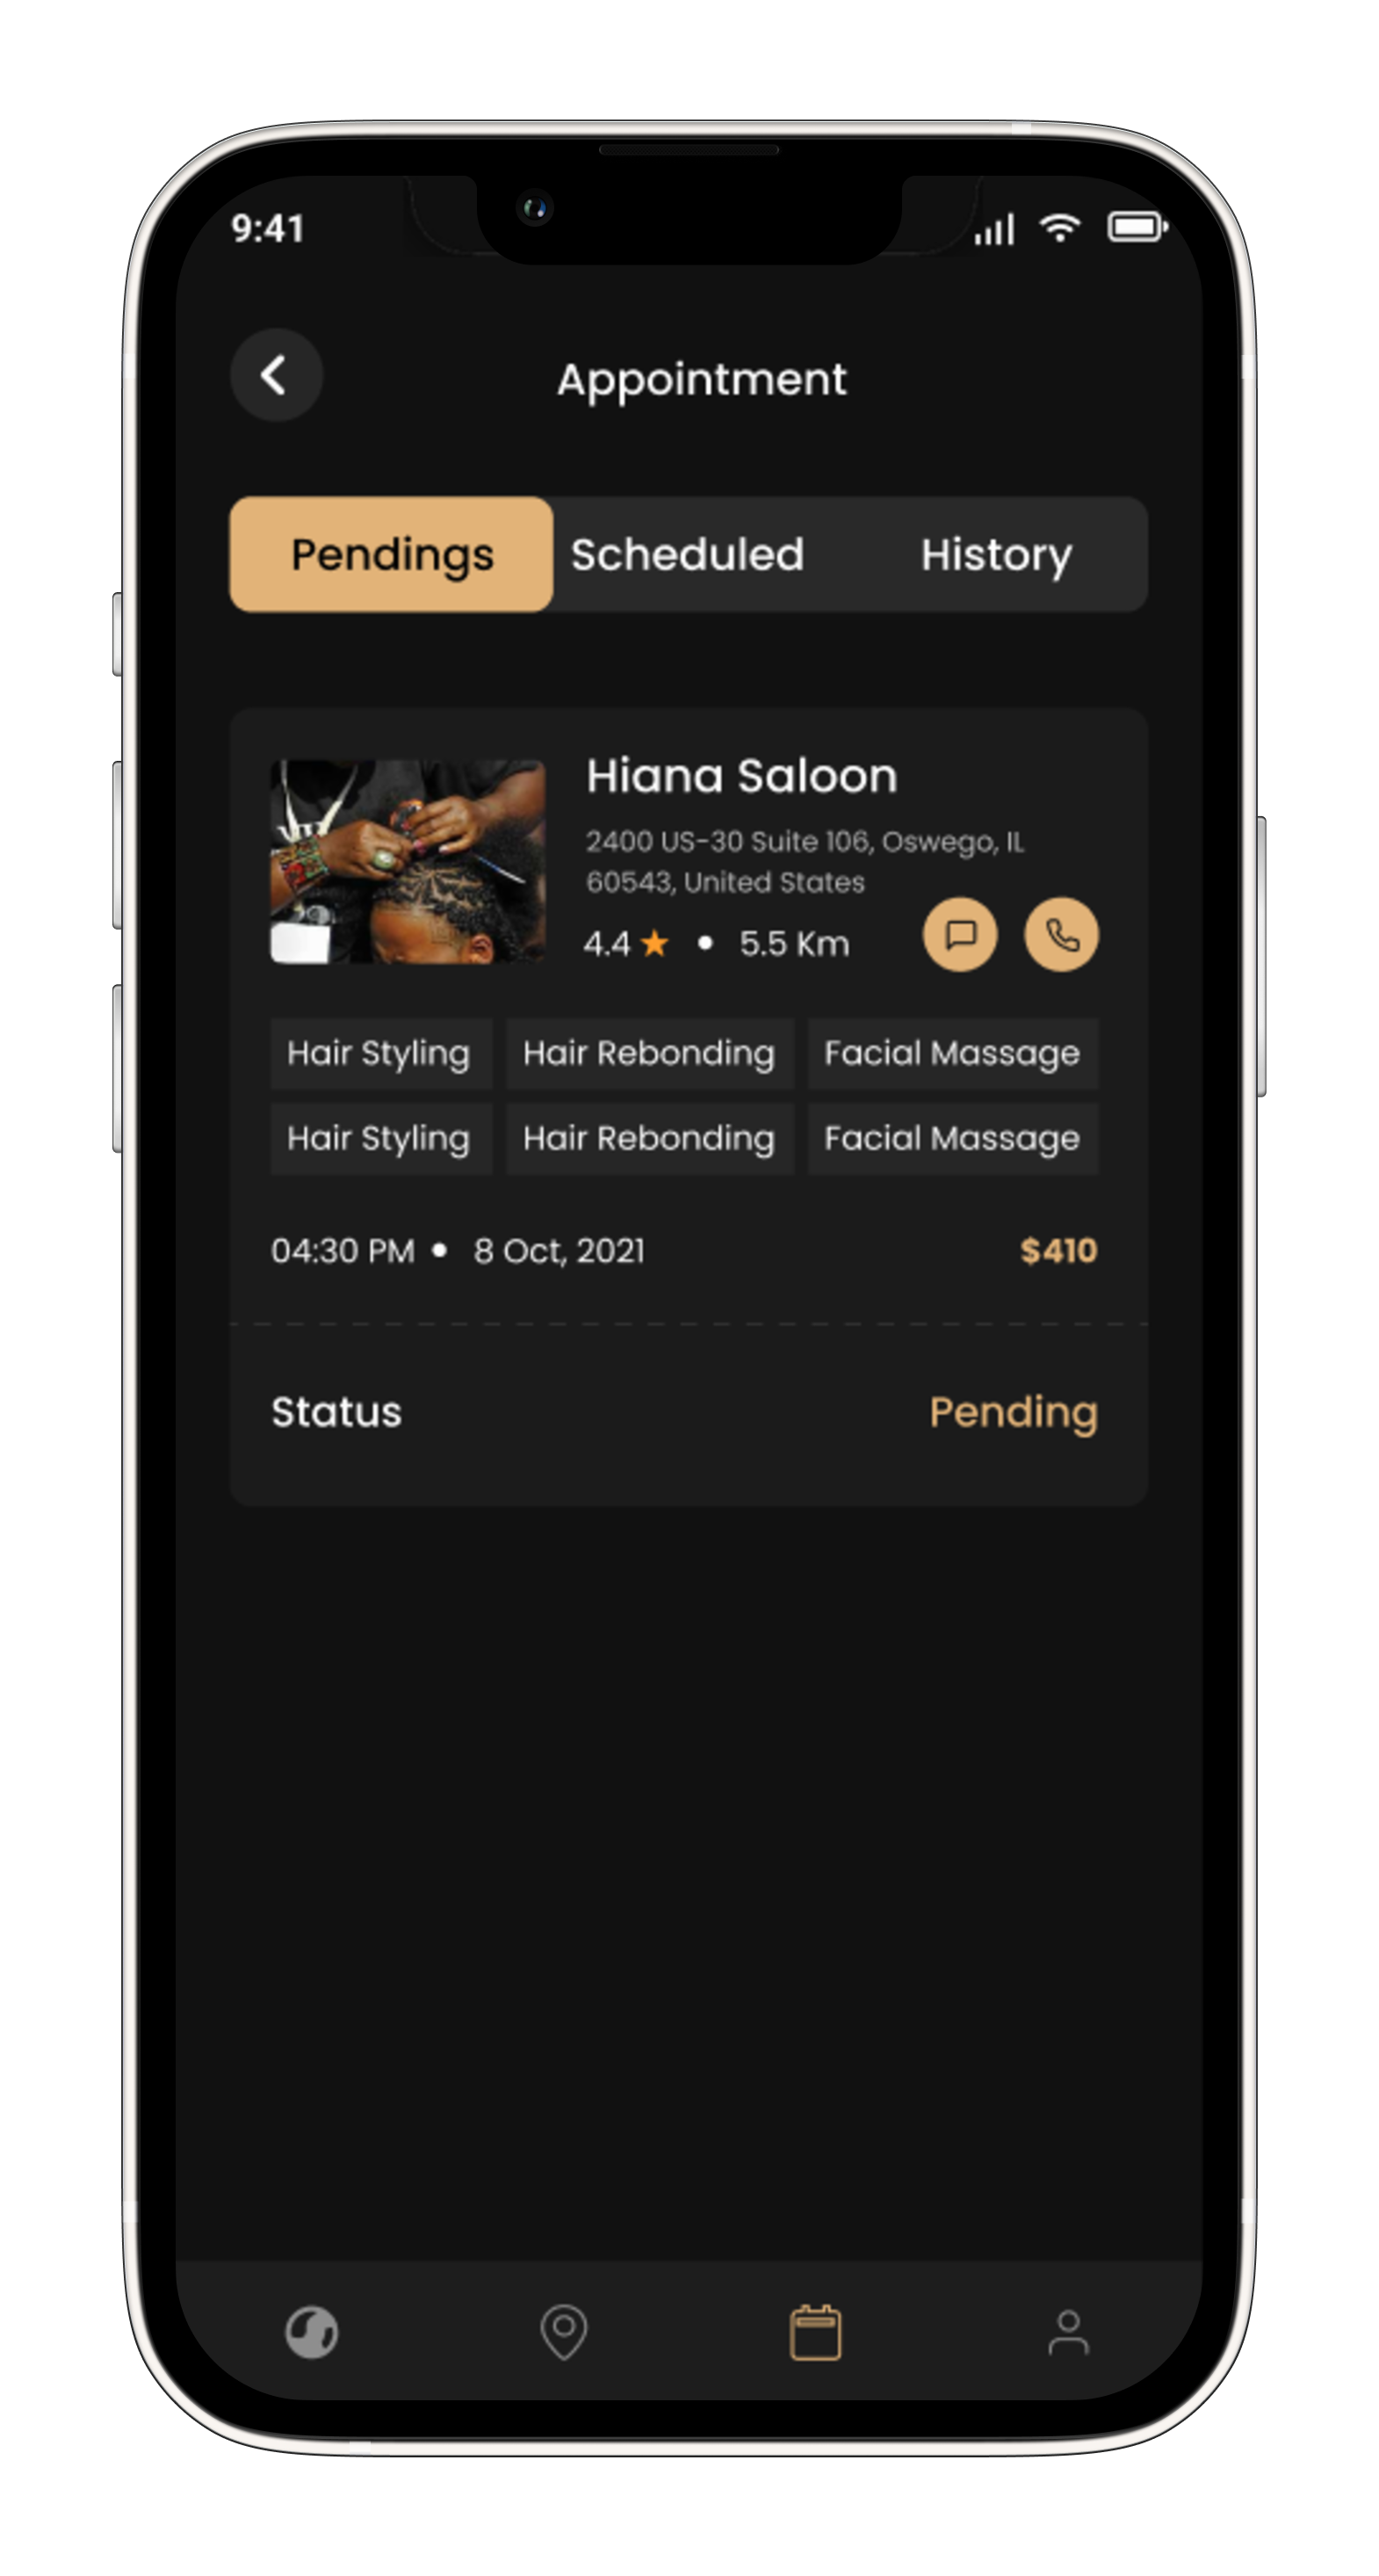 9:41
Appointment
Pendings Scheduled History
Hiana Saloon
2400 US-30 Suite 106, Oswego, IL
60543, United States
4.4 ★ • 5.5 Km
Hair Styling Hair Rebonding Facial Massage
Hair Styling Hair Rebonding Facial Massage
04:30 PM • 8 Oct, 2021 $410
Status Pending